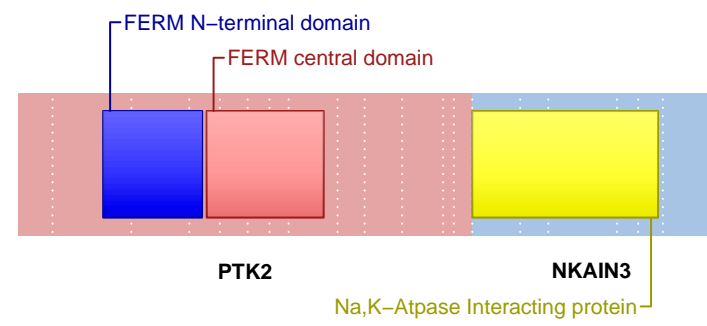 FERM N−terminal domain
FERM central domain
PTK2
NKAIN3
Na,K−Atpase Interacting protein